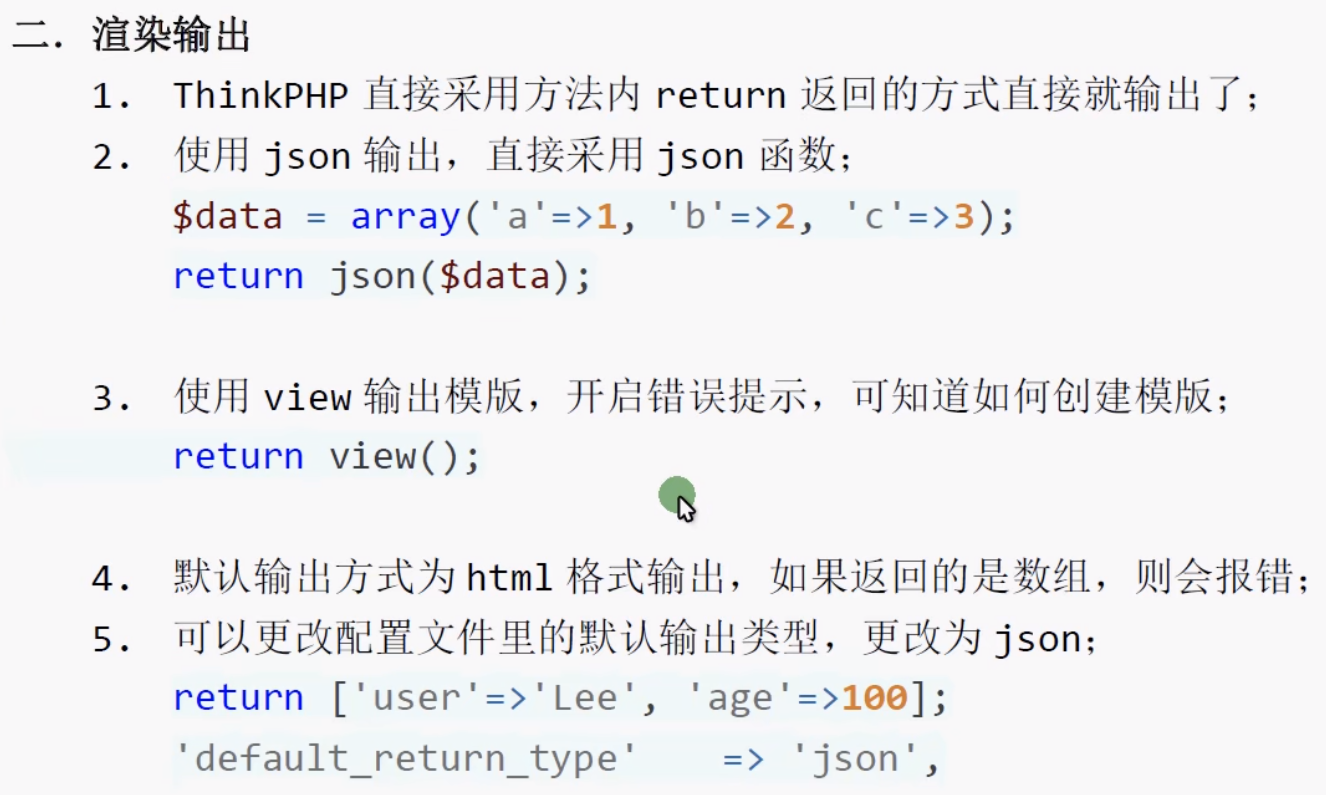 二. 渲染输出
1. ThinkPHP 直接采用方法内 return 返回的方式直接就输出了;
2. 使用 json 输出，直接采用 json 函数;
$data = array('a'=>1, 'b'=>2, 'c'=>3);
return json($data);
3. 使用 view 输出模版，开启错误提示，可知道如何创建模版;
return view();
4. 默认输出方式为 html 格式输出，如果返回的是数组，则会报错;
5. 可以更改配置文件里的默认输出类型，更改为 json;
return ['user'=>'Lee', 'age'=>100];
'default_return_type' => 'json',